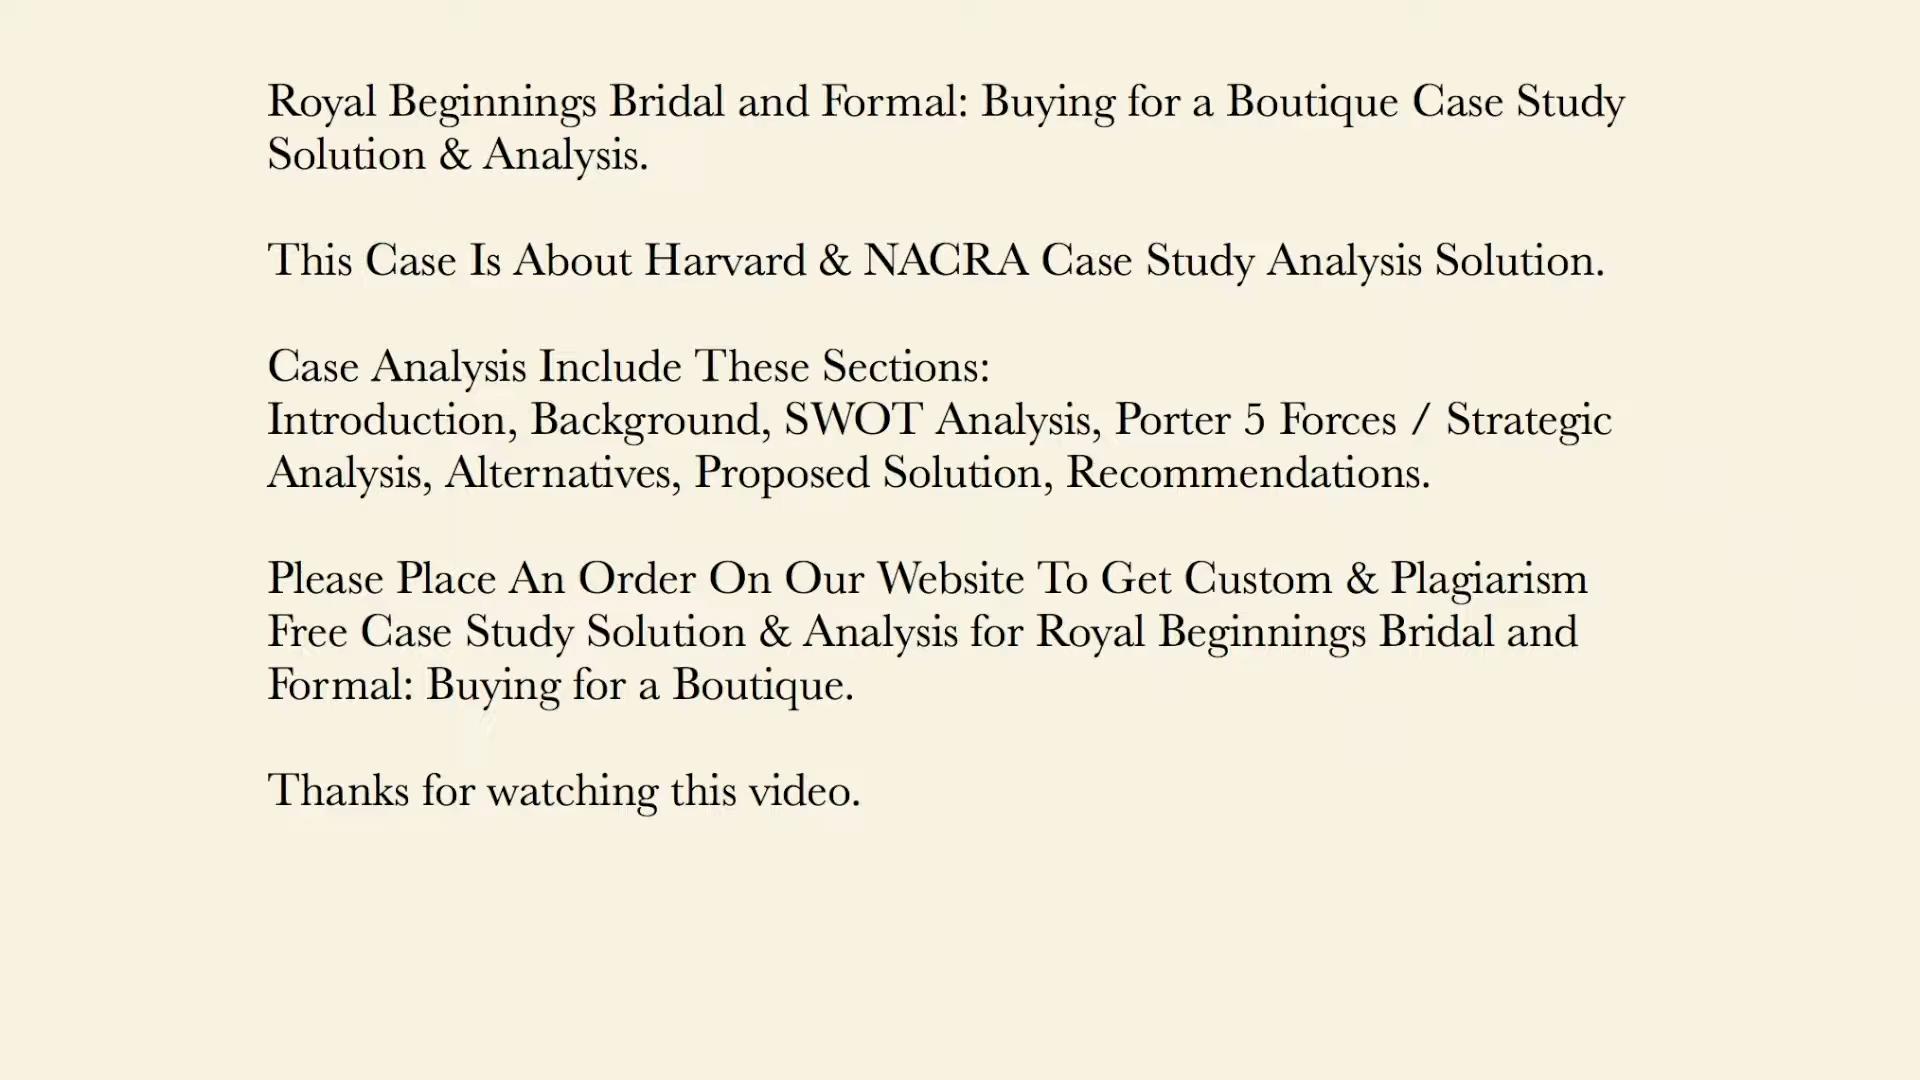 Royal Beginnings Bridal and Formal: Buying for a Boutique Case Study
Solution & Analysis.
This Case Is About Harvard & NACRA Case Study Analysis Solution.
Case Analysis Include These Sections:
Introduction, Background, SWOT Analysis, Porter 5 Forces / Strategic
Analysis, Alternatives, Proposed Solution, Recommendations.
Please Place An Order On Our Website To Get Custom & Plagiarism
Free Case Study Solution & Analysis for Royal Beginnings Bridal and
Formal: Buying for a Boutique.
Thanks for watching this video.